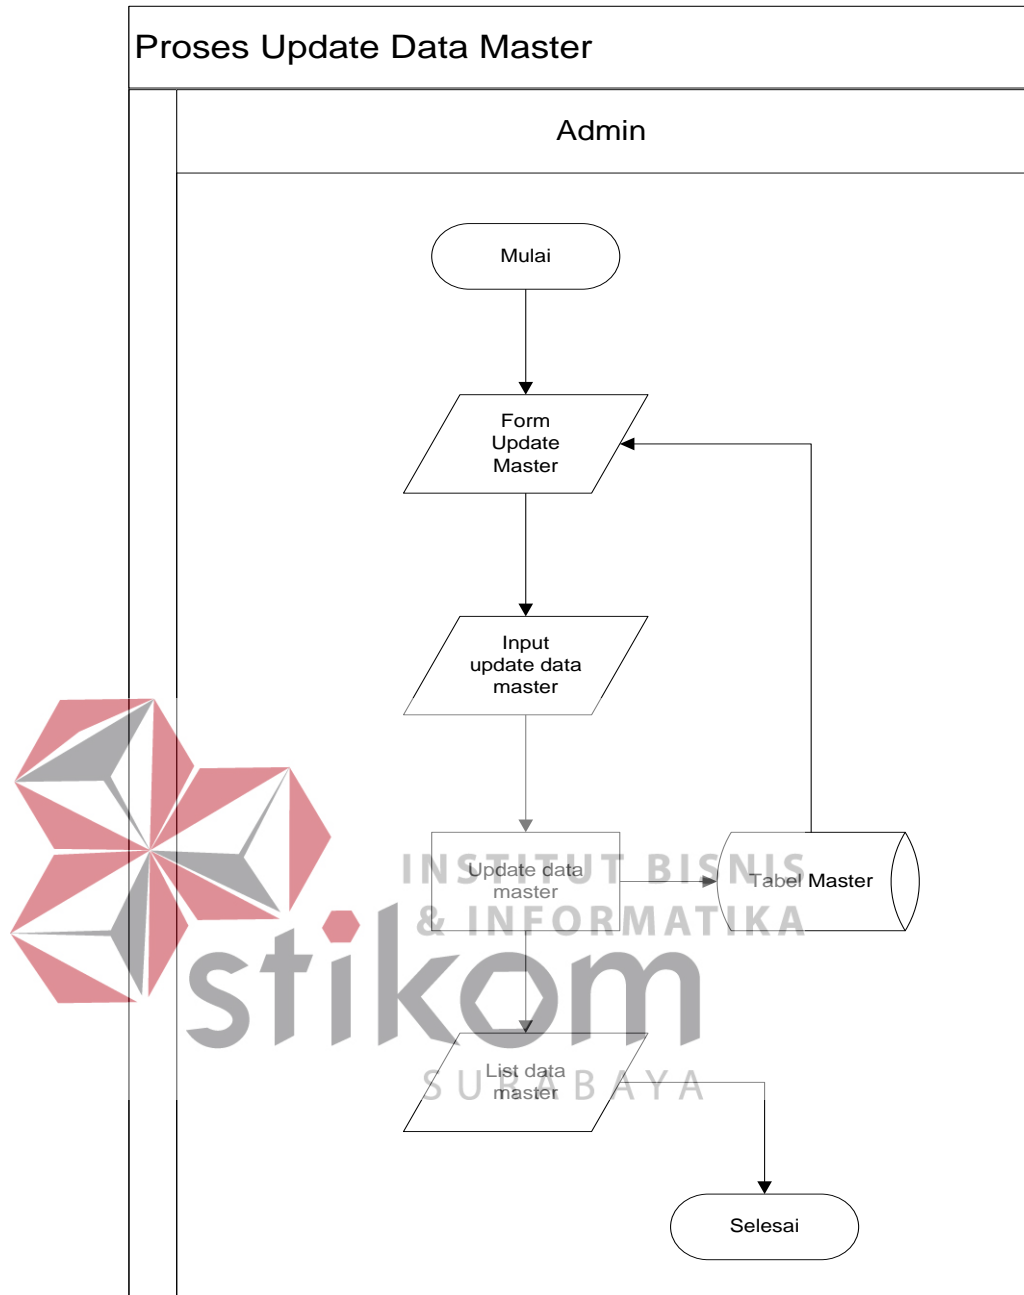 Proses Update Data Master
Admin
Mulai
Form
Update
Master
Input
update data
master
Update data
master
Tabel Master
INSTITUT BISNIS
& INFORMATIKA
stikom
SURABAYA
List data
master
Selesai